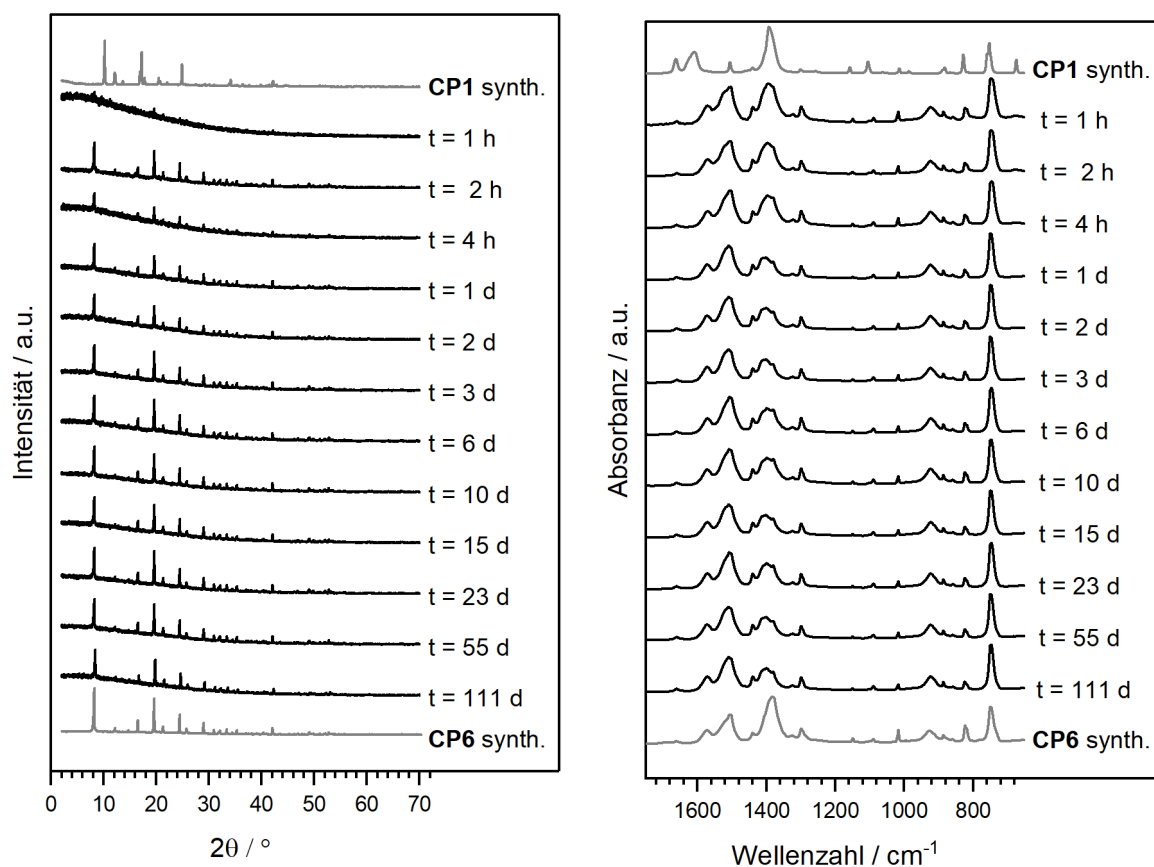 Intensität / a.u.
CP1 synth.
t = 1 h
t = 2 h
t = 4 h
t = 1 d
t = 2 d
t = 3 d
t = 6 d
t = 10 d
t = 15 d
t = 23 d
t = 55 d
t = 111 d
CP6 synth.
0 10 20 30 40 50 60 70
2θ / °
Absorbanz / a.u.
CP1 synth.
t = 1 h
t = 2 h
t = 4 h
t = 1 d
t = 2 d
t = 3 d
t = 6 d
t = 10 d
t = 15 d
t = 23 d
t = 55 d
t = 111 d
CP6 synth.
1600 1400 1200 1000 800
Wellenzahl / cm⁻¹